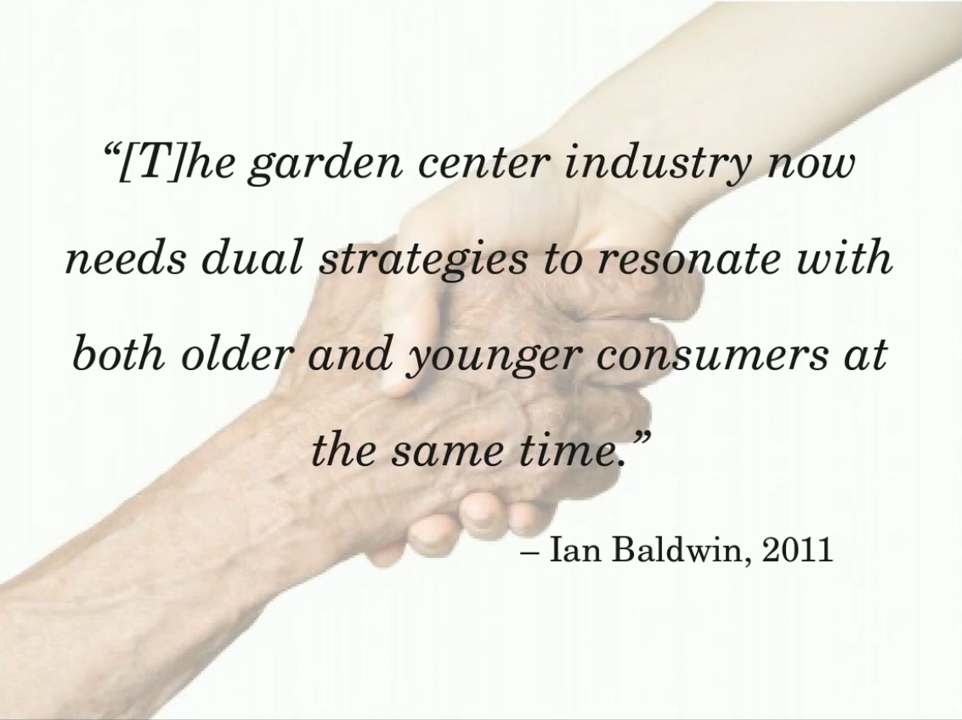 “[T]he garden center industry now
needs dual strategies to resonate with
both older and younger consumers at
the same time.”
– Ian Baldwin, 2011